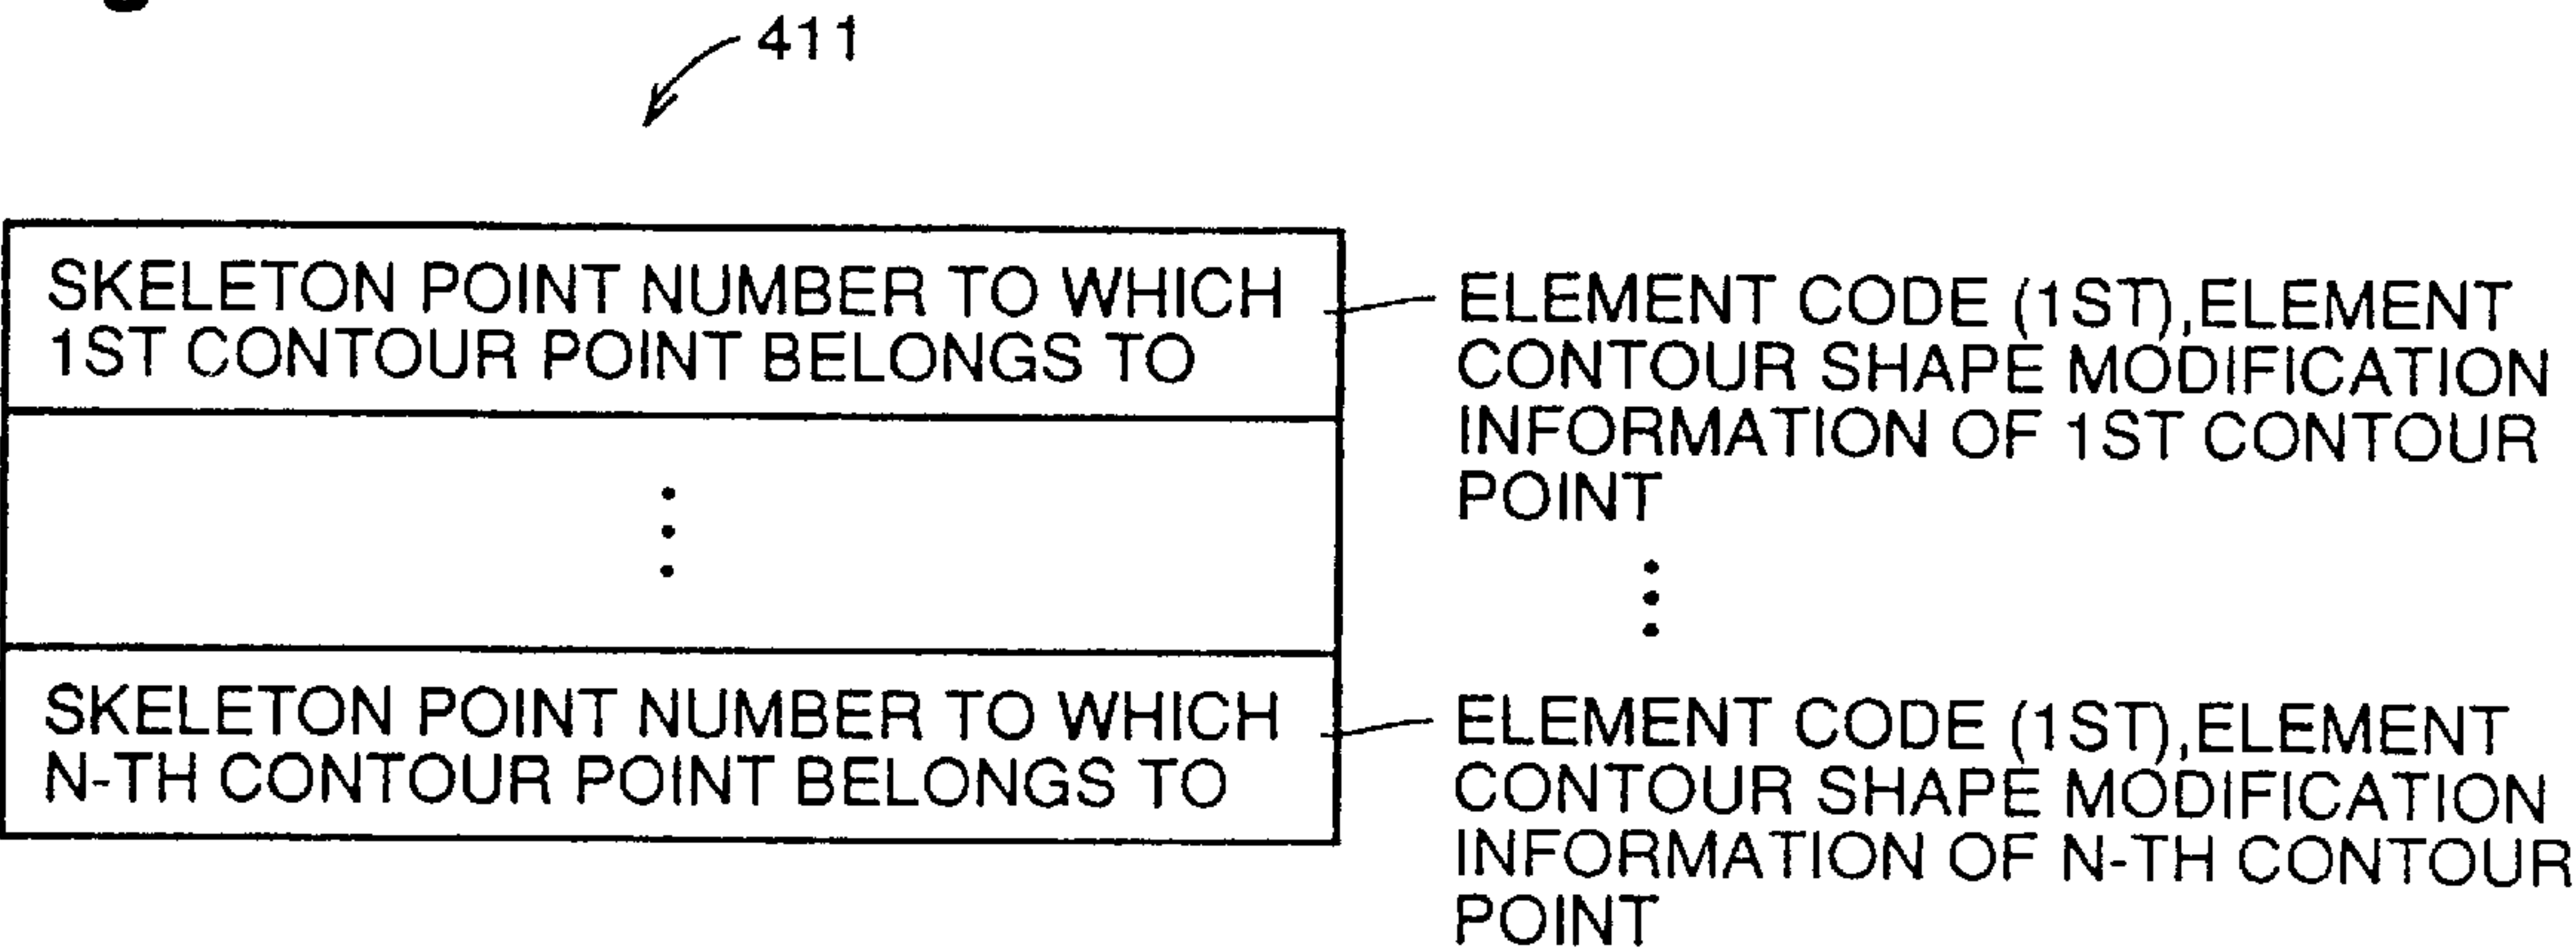 411
SKELETON POINT NUMBER TO WHICH
1ST CONTOUR POINT BELONGS TO
ELEMENT CODE (1ST),ELEMENT
CONTOUR SHAPE MODIFICATION
INFORMATION OF 1ST CONTOUR
POINT
SKELETON POINT NUMBER TO WHICH
N-TH CONTOUR POINT BELONGS TO
ELEMENT CODE (1ST),ELEMENT
CONTOUR SHAPE MODIFICATION
INFORMATION OF N-TH CONTOUR
POINT